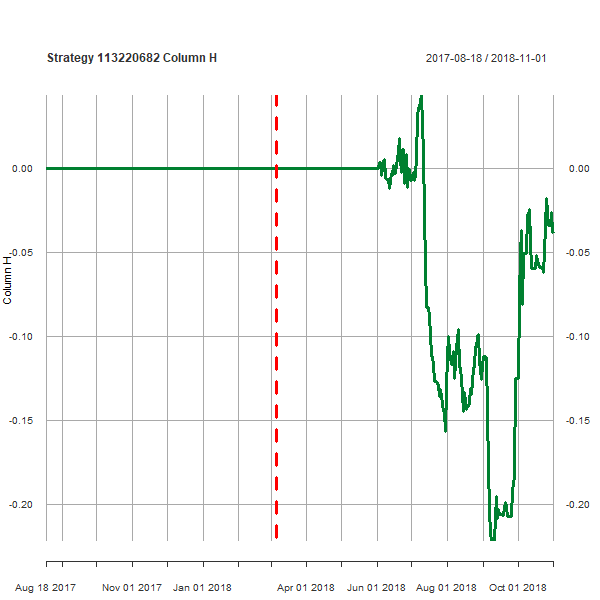 Strategy 113220682 Column H
2017-08-18 / 2018-11-01
0.00
0.00
-0.05
-0.05
Column H,
-0.10
-0.10
-0.15
-0.15
-0.20
-0.20
Aug 18 2017
Nov 01 2017
Jan 01 2018
Apr 01 2018
Jun 01 2018
Aug 01 2018
Oct 01 2018